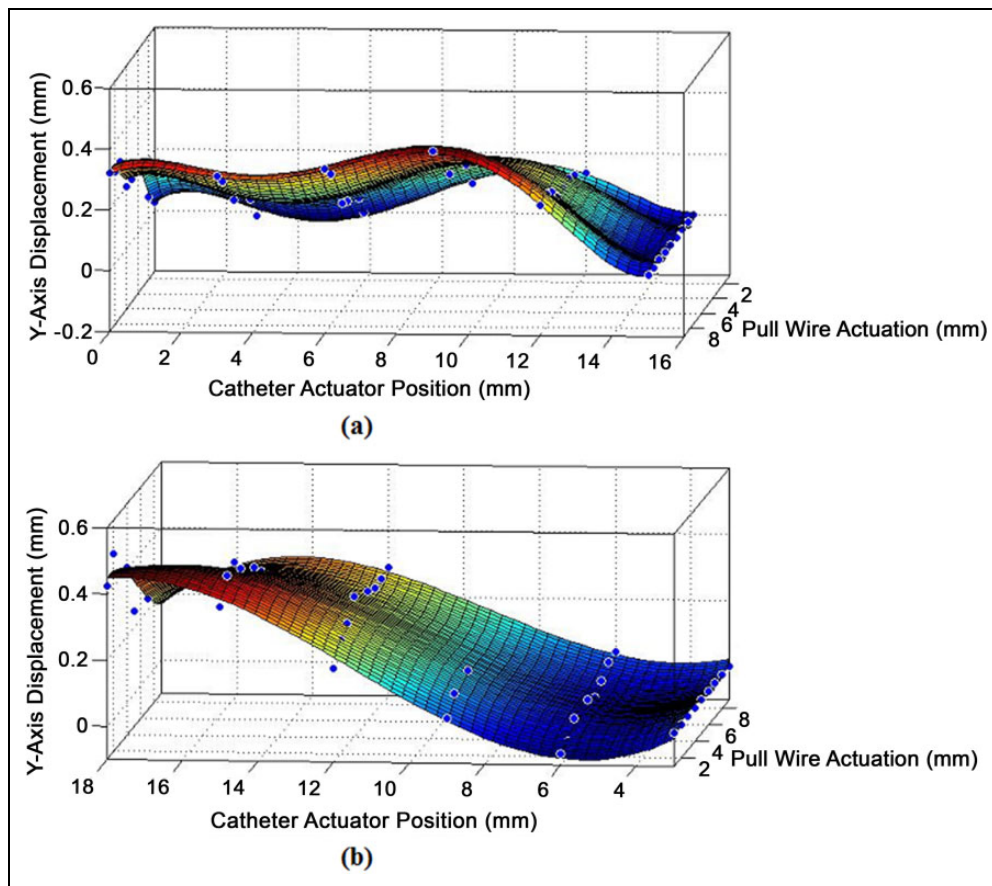 Y-Axis Displacement (mm)
0.6
0.4
0.2
0
-0.2
0 2 4 6 8 10 12 14 16
2
4
6
8
Pull Wire Actuation (mm)
Catheter Actuator Position (mm)
(a)
Y-Axis Displacement (mm)
0.6
0.4
0.2
0
18 16 14 12 10 8 6 4
8
6
4
2
Pull Wire Actuation (mm)
Catheter Actuator Position (mm)
(b)